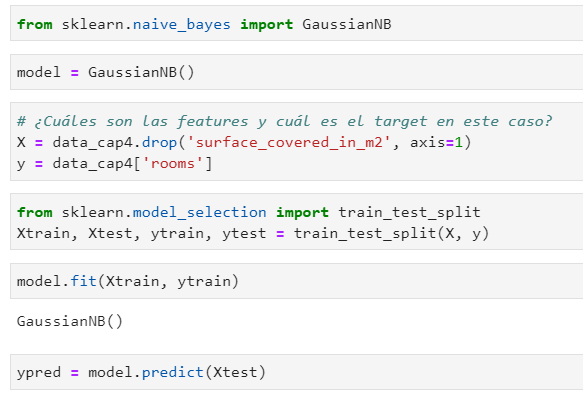 from sklearn.naive_bayes import GaussianNB
model = GaussianNB()
# ¿Cuáles son las features y cuál es el target en este caso?
X = data_cap4.drop('surface_covered_in_m2', axis=1)
y = data_cap4['rooms']
from sklearn.model_selection import train_test_split
Xtrain, Xtest, ytrain, ytest = train_test_split(X, y)
model.fit(Xtrain, ytrain)
GaussianNB()
ypred = model.predict(Xtest)